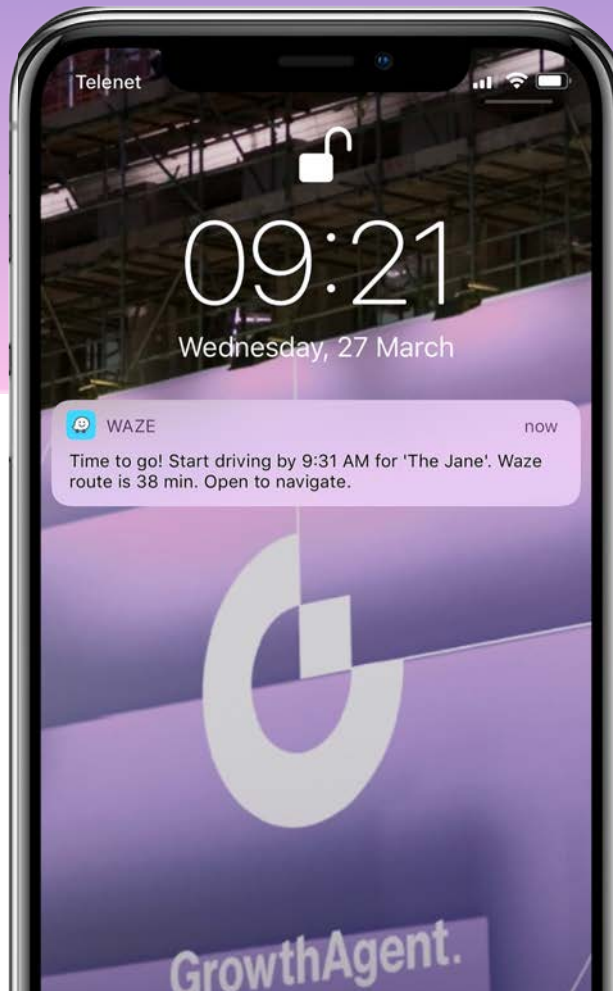 Telenet
09:21
Wednesday, 27 March
WAZE
now
Time to go! Start driving by 9:31 AM for 'The Jane'. Waze
route is 38 min. Open to navigate.
GrowthAgent.